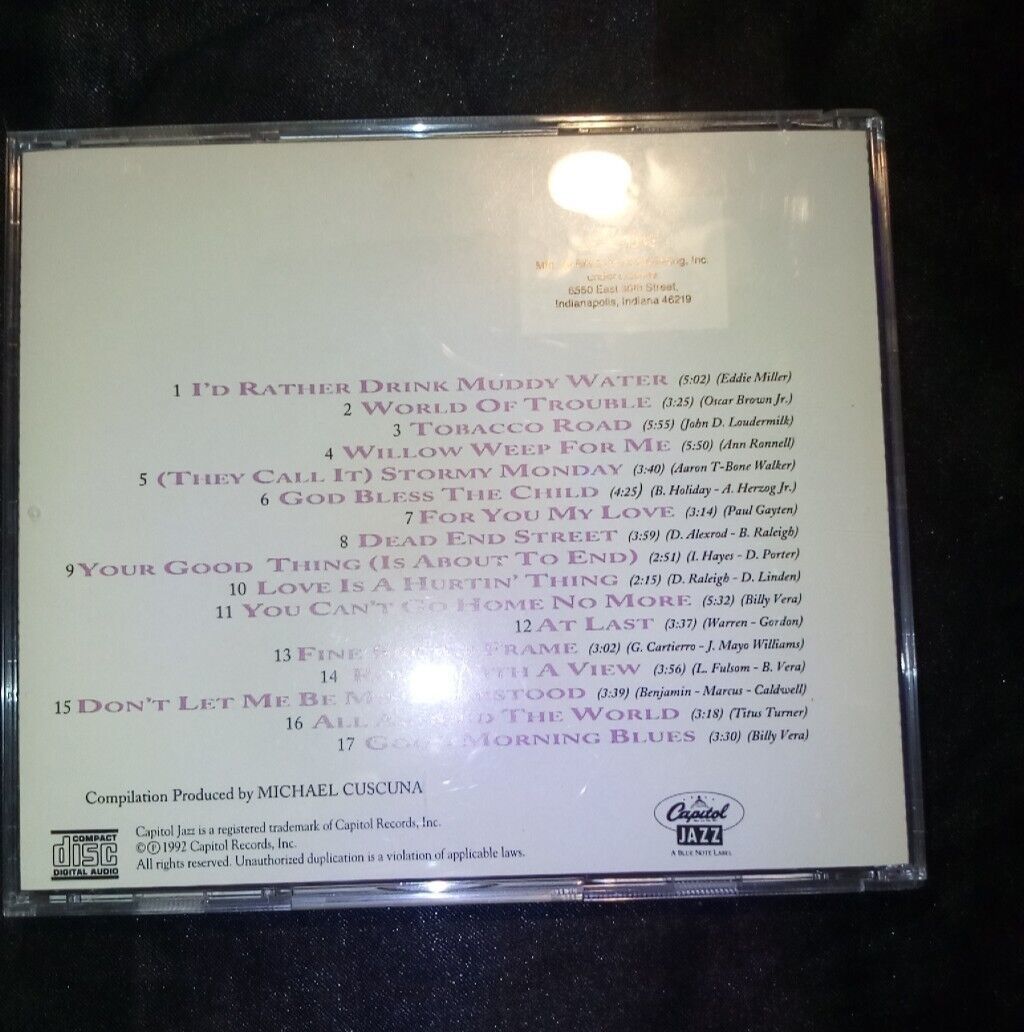 Inc.
6550 East 30th Street,
Indianapolis, Indiana 46219
1 I'D RATHER DRINK MUDDY WATER (5:02) (Eddie Miller)
2 WORLD OF TROUBLE (3:25) (Oscar Brown Jr.)
3 TOBACCO ROAD (5:55) (John D. Loudermilk)
4 WILLOW WEEP FOR ME (5:50) (Ann Ronnell)
5 (THEY CALL IT) STORMY MONDAY (3:40) (Aaron T-Bone Walker)
6 GOD BLESS THE CHILD (4:25) (B. Holiday - A. Herzog Jr.)
7 FOR YOU MY LOVE (3:14) (Paul Gayten)
8 DEAD END STREET (3:59) (D. Alexrod - B. Raleigh)
9 YOUR GOOD THING (IS ABOUT TO END) (2:51) (I. Hayes - D. Porter)
10 LOVE IS A HURTIN' THING (2:15) (D. Raleigh - D. Linden)
11 YOU CAN'T GO HOME NO MORE (5:32) (Billy Vera)
12 AT LAST (3:37) (Warren - Gordon)
13 FINE FRAME (3:02) (G. Cartierro - J. Mayo Williams)
14 A VIEW (3:56) (L. Fulsom - B. Vera)
15 DON'T LET ME BE (3:39) (Benjamin - Marcus - Caldwell)
16 ALL THE WORLD (3:18) (Titus Turner)
17 GOOD MORNING BLUES (3:30) (Billy Vera)
Compilation Produced by MICHAEL CUSCUNA
COMPACT
disc
DIGITAL AUDIO
Capitol Jazz is a registered trademark of Capitol Records, Inc.
©℗1992 Capitol Records, Inc.
All rights reserved. Unauthorized duplication is a violation of applicable laws.
Capitol
JAZZ
A BLUE NOTE LABEL